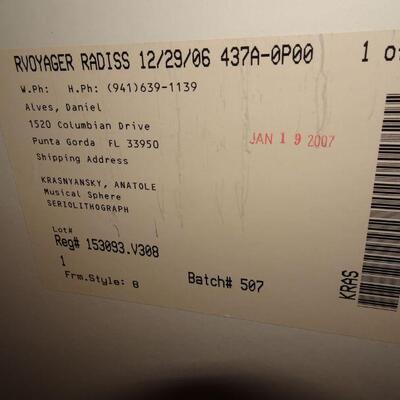 RVOYAGER RADISS 12/29/06 437A-0P00 1 of
W.Ph: H.Ph: (941)639-1139
Alves, Daniel
1520 Columbian Drive
Punta Gorda FL 33950
Shipping Address
JAN 19 2007
KRASNYANSKY, ANATOLE
Musical Sphere
SERIOLITHOGRAPH
Lot#
Reg# 153093.V308
1
Frm.Style: 8 Batch# 507
KRAS